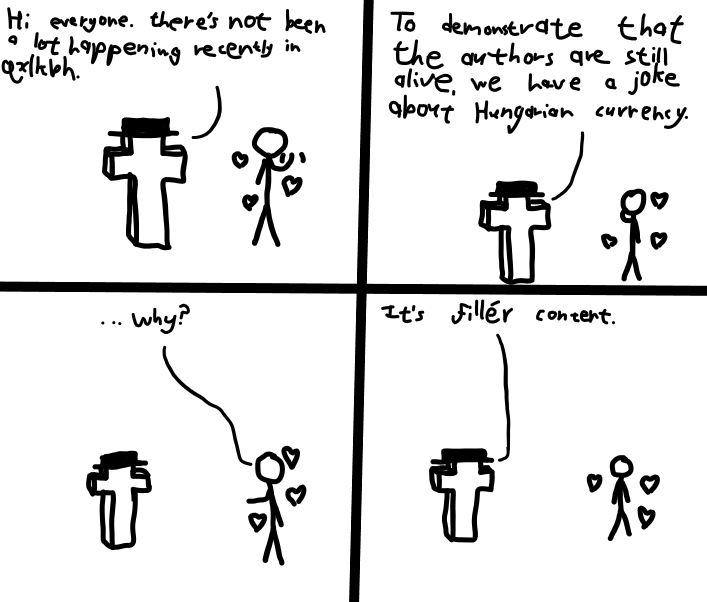 Hi everyone. there's not been
a lot happening recently in
qxlkbh.
To demonstrate that
the authors are still
alive, we have a joke
about Hungarian currency.
... why?
It's fillér content.